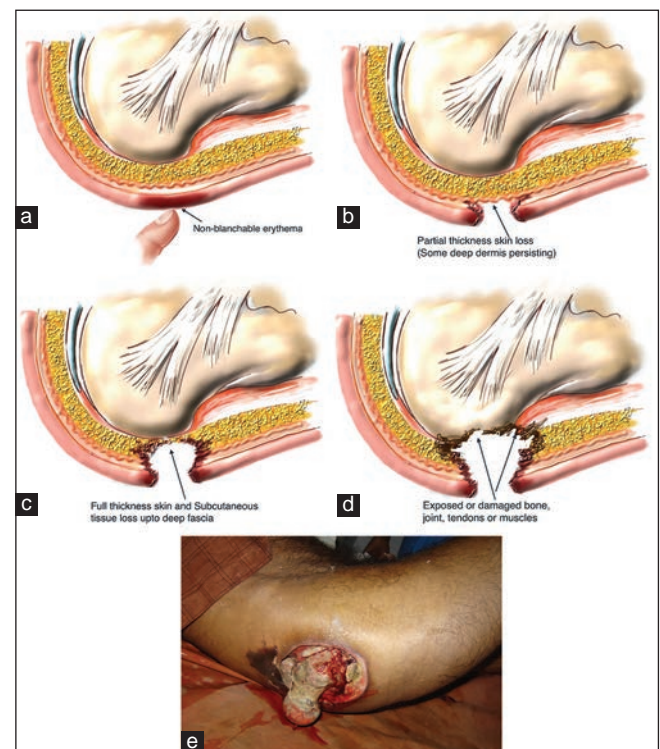 a
Non-blanchable erythema
b
Partial thickness skin loss
(Some deep dermis persisting)
c
Full thickness skin and Subcutaneous
tissue loss upto deep fascia
d
Exposed or damaged bone,
joint, tendons or muscles
e